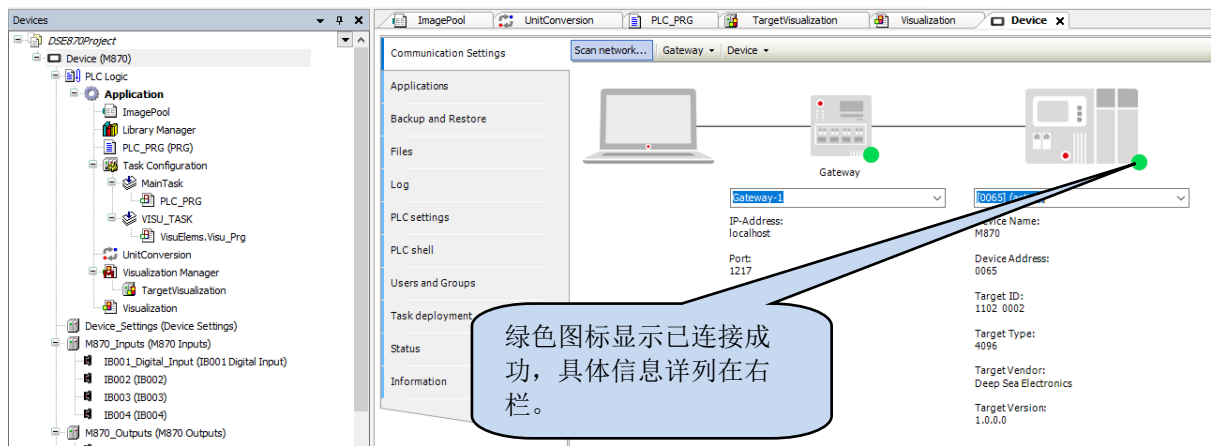 Devices
DSE870Project
Device (M870)
PLC Logic
Application
ImagePool
Library Manager
PLC_PRG (PRG)
Task Configuration
MainTask
PLC_PRG
VISU_TASK
VisuElems.Visu_Prg
UnitConversion
Visualization Manager
TargetVisualization
Visualization
Device_Settings (Device Settings)
M870_Inputs (M870 Inputs)
IB001_Digital_Input (IB001 Digital Input)
IB002 (IB002)
IB003 (IB003)
IB004 (IB004)
M870_Outputs (M870 Outputs)
ImagePool UnitConversion PLC_PRG TargetVisualization Visualization Device
Communication Settings
Applications
Backup and Restore
Files
Log
PLC settings
PLC shell
Users and Groups
Task deployment
Status
Information
Scan network... Gateway Device
Gateway
Gateway-1
IP-Address:
localhost
Port:
1217
[0065]
Device Name:
M870
Device Address:
0065
Target ID:
1102 0002
Target Type:
4096
Target Vendor:
Deep Sea Electronics
Target Version:
1.0.0.0
绿色图标显示已连接成
功，具体信息详列在右
栏。